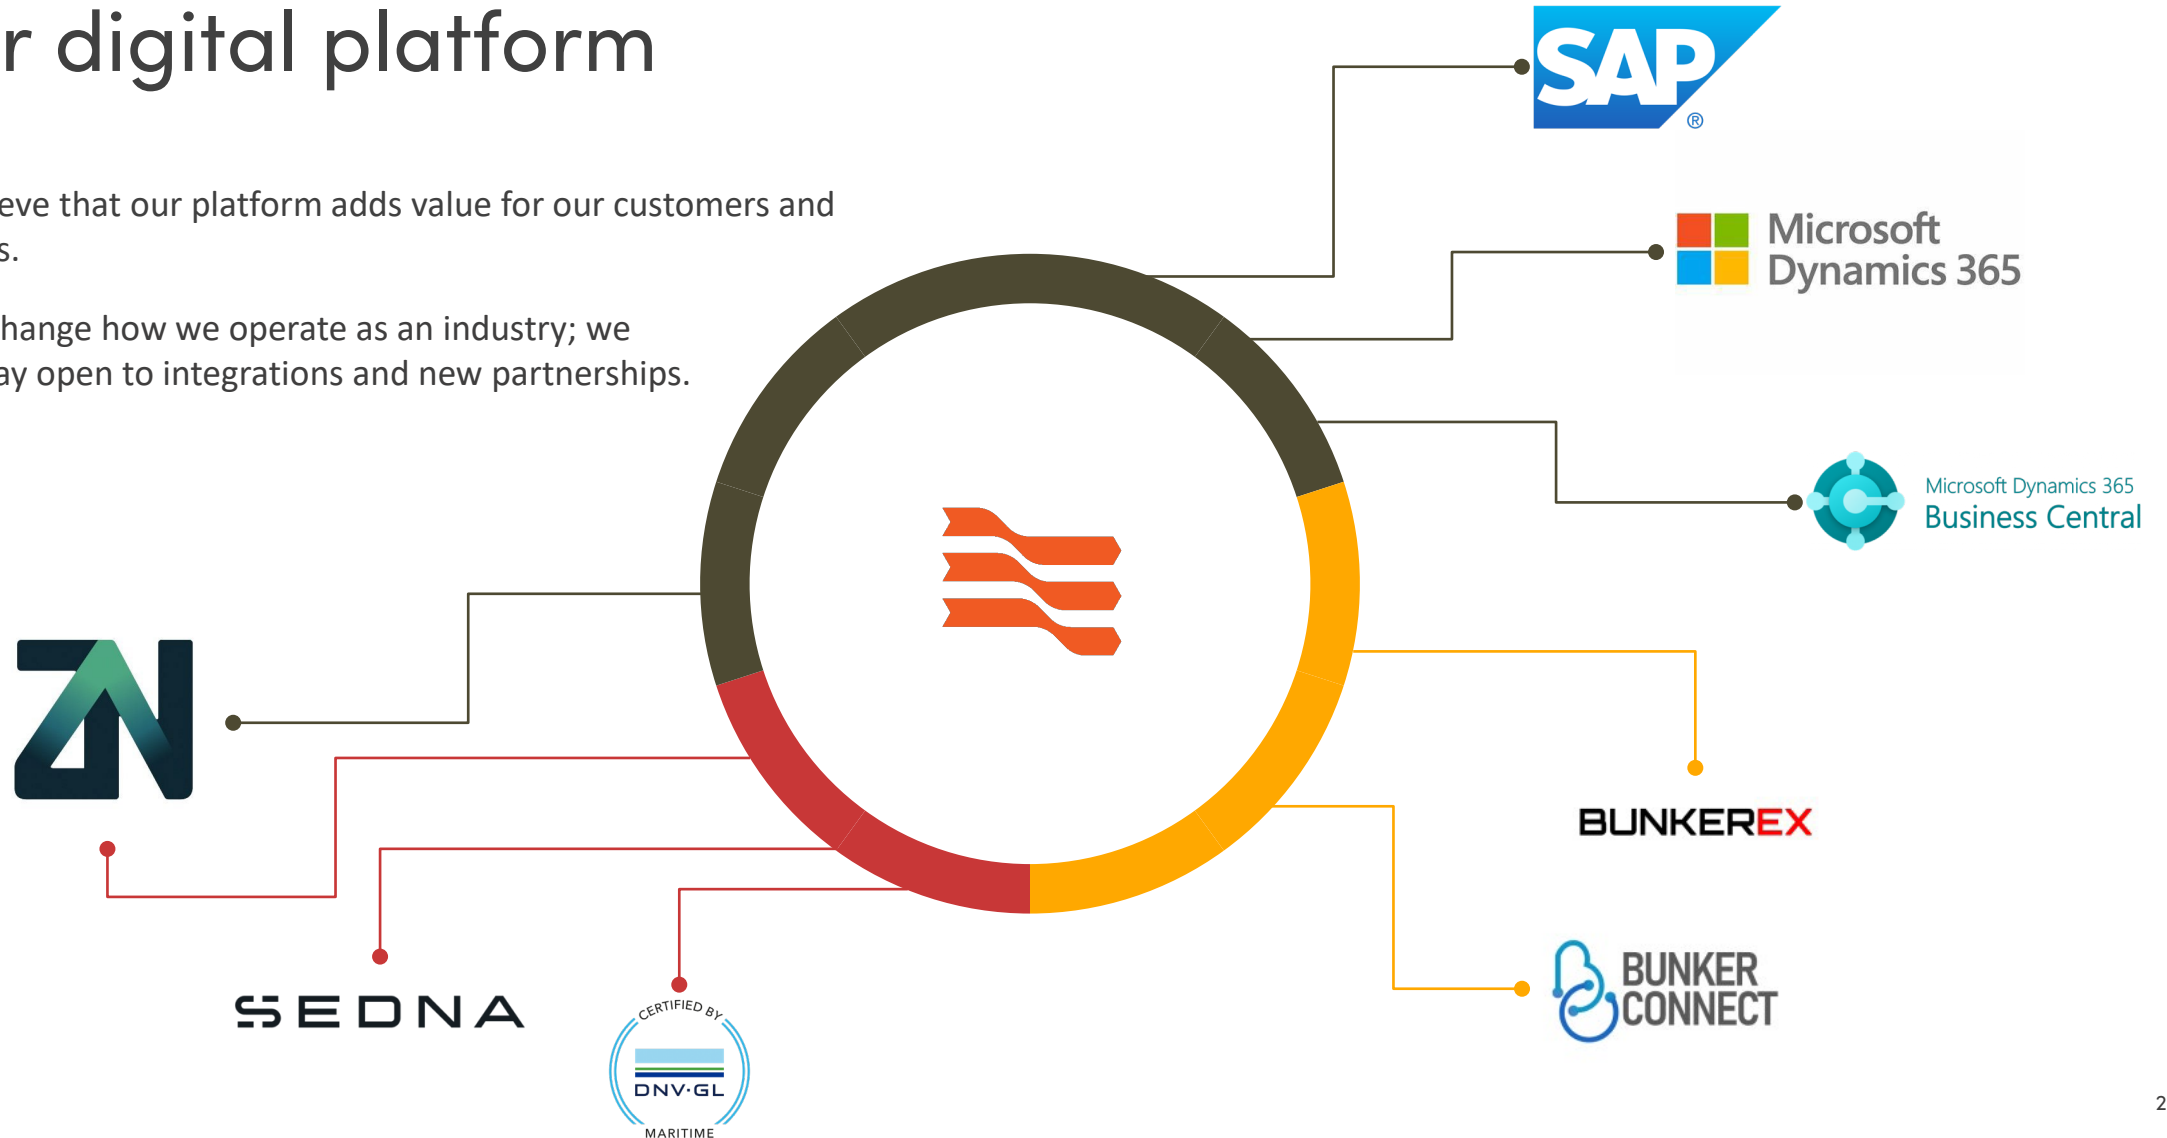 r digital platform
eve that our platform adds value for our customers and
s.
hange how we operate as an industry; we
ay open to integrations and new partnerships.
SAP
®
Microsoft
Dynamics 365
Microsoft Dynamics 365
Business Central
ZN
BUNKEREX
SEDNA
BUNKER
CONNECT
CERTIFIED BY
DNV·GL
MARITIME
2